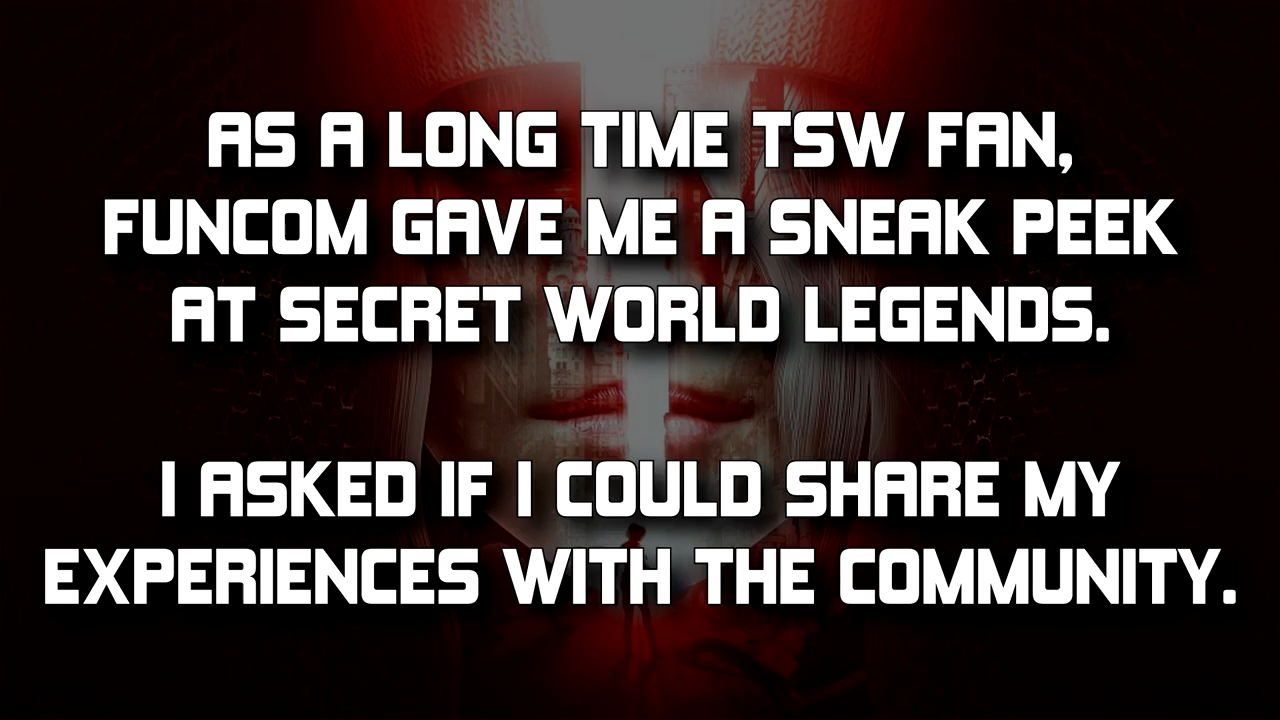 AS A LONG TIME TSW FAN,
FUNCOM GAVE ME A SNEAK PEEK
AT SECRET WORLD LEGENDS.
I ASKED IF I COULD SHARE MY
EXPERIENCES WITH THE COMMUNITY.